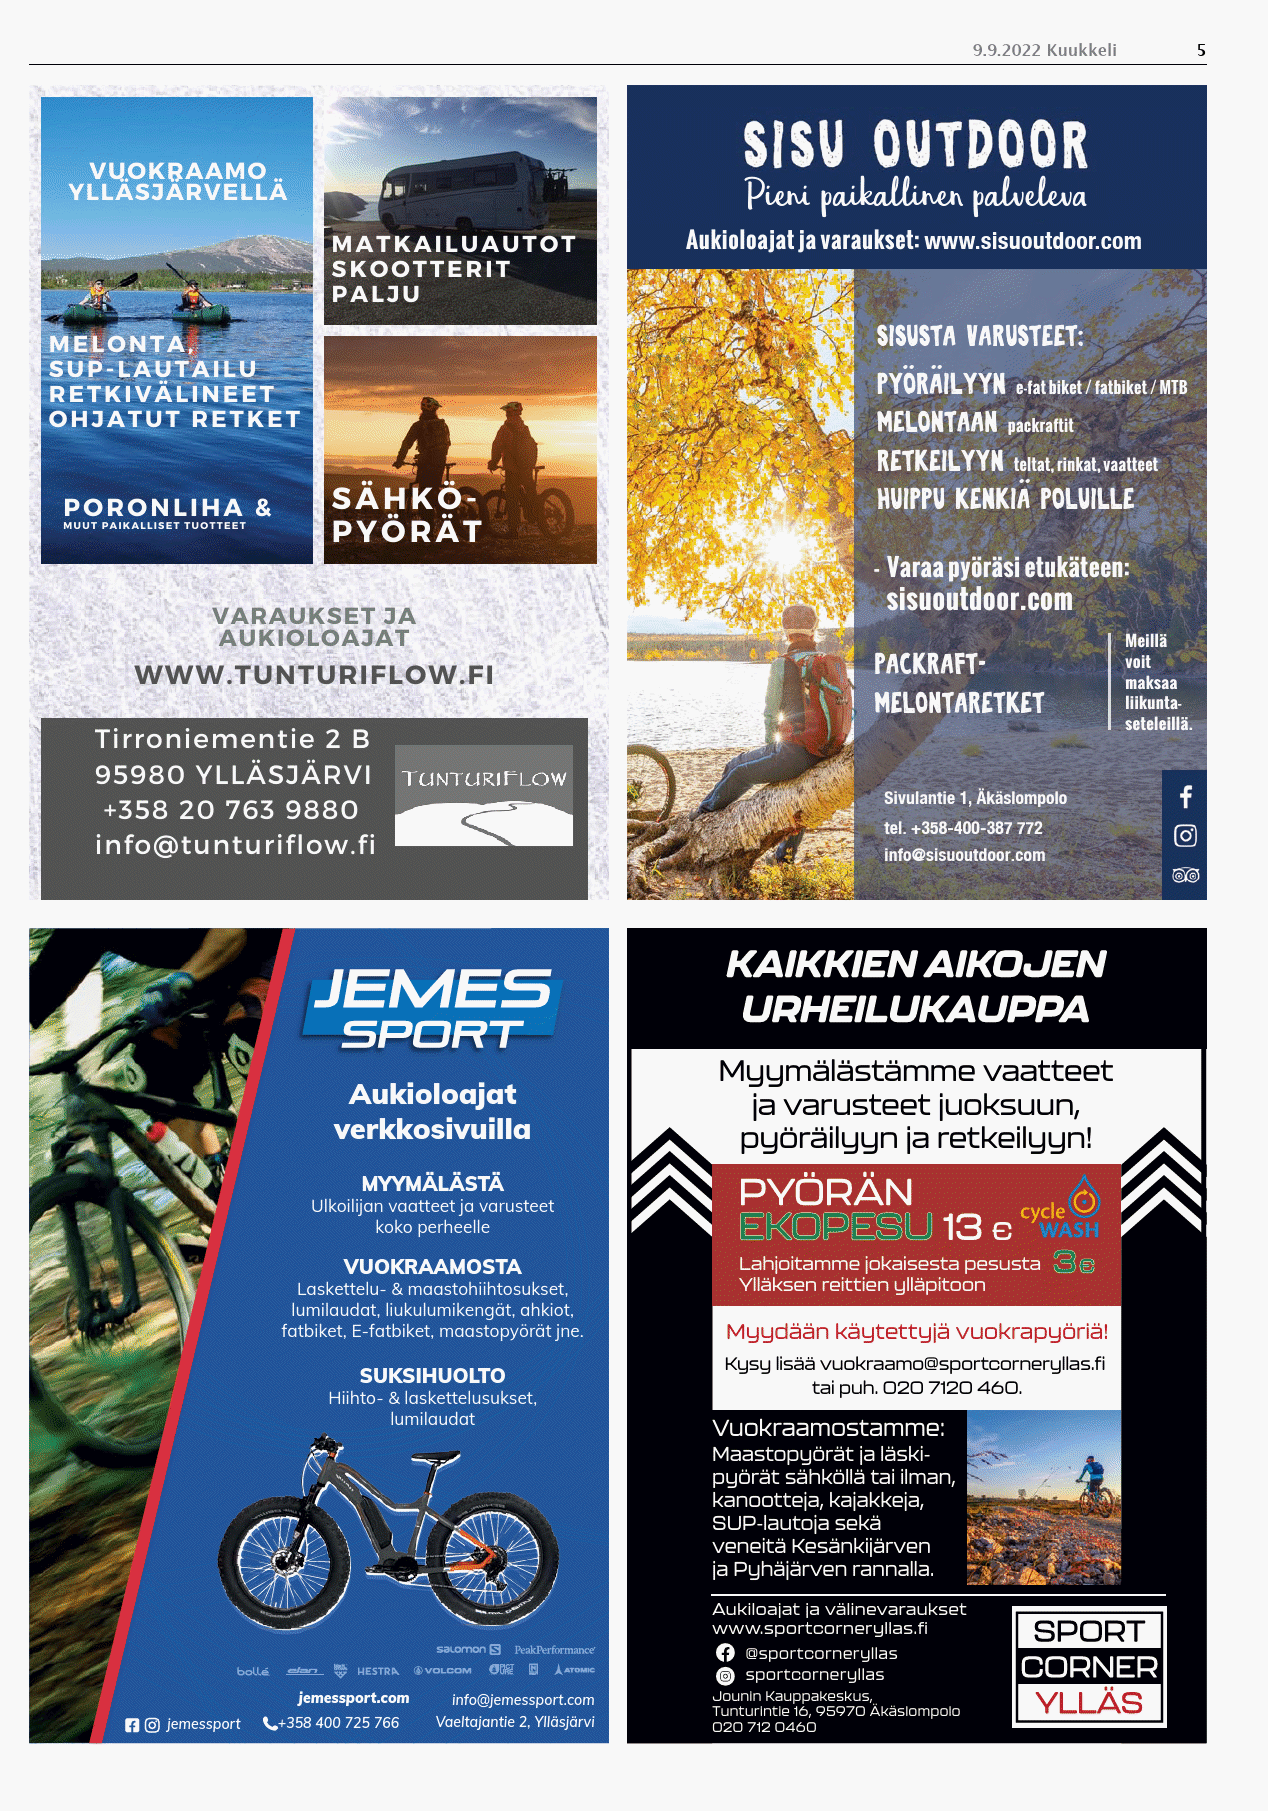 9.9.2022 Kuukkeli 5
VUOKRAAMO
YLLÄSJÄRVELLÄ
MELONTA,
SUP-LAUTAILU
RETKIVÄLINEET
OHJATUT RETKET
PORONLIHA &
MUUT PAIKALLISET TUOTTEET
MATKAILUAUTOT
SKOOTTERIT
PALJU
SÄHKÖ-
PYÖRÄT
VARAUKSET JA
AUKIOLOAJAT
WWW.TUNTURIFLOW.FI
Tirroniementie 2 B
95980 YLLÄSJÄRVI
+358 20 763 9880
info@tunturiflow.fi
TUNTURIFLOW
SISU OUTDOOR
Pieni paikallinen palveleva
Aukioloajat ja varaukset: www.sisuoutdoor.com
SISUSTA VARUSTEET:
PYÖRÄILYYN e-fat biket / fatbiket / MTB
MELONTAAN packraftit
RETKEILYYN teltat, rinkat, vaatteet
HUIPPU KENKIÄ POLUILLE
- Varaa pyöräsi etukäteen:
sisuoutdoor.com
PACKRAFT-
MELONTARETKET
Meillä
voit
maksaa
liikunta-
seteleillä.
Sivulantie 1, Äkäslompolo
tel. +358-400-387 772
info@sisuoutdoor.com
JEMES
SPORT
Aukioloajat
verkkosivuilla
MYYMÄLÄSTÄ
Ulkoilijan vaatteet ja varusteet
koko perheelle
VUOKRAAMOSTA
Laskettelu- & maastohiihtosukset,
lumilaudat, liukulumikengät, ahkiot,
fatbiket, E-fatbiket, maastopyörät jne.
SUKSIHUOLTO
Hiihto- & laskettelusukset,
lumilaudat
salomon S PeakPerformance
bollé elan HESTRA VOLCOM ATOMIC
jemessport.com info@jemessport.com
jemessport +358 400 725 766 Vaeltajantie 2, Ylläsjärvi
KAIKKIEN AIKOJEN
URHEILUKAUPPA
Myymälästämme vaatteet
ja varusteet juoksuun,
pyöräilyyn ja retkeilyyn!
PYÖRÄN
EKOPESU 13 €
cycle
WASH
Lahjoitamme jokaisesta pesusta 3€
Ylläksen reittien ylläpitoon
Myydään käytettyjä vuokrapyöriä!
Kysy lisää vuokraamo@sportcorneryllas.fi
tai puh. 020 7120 460.
Vuokraamostamme:
Maastopyörät ja läski-
pyörät sähköllä tai ilman,
kanootteja, kajakkeja,
SUP-lautoja sekä
veneitä Kesänkijärven
ja Pyhäjärven rannalla.
Aukiloajat ja välinevaraukset
www.sportcorneryllas.fi
@sportcorneryllas
sportcorneryllas
Jounin Kauppakeskus,
Tunturintie 16, 95970 Äkäslompolo
020 712 0460
SPORT
CORNER
YLLÄS